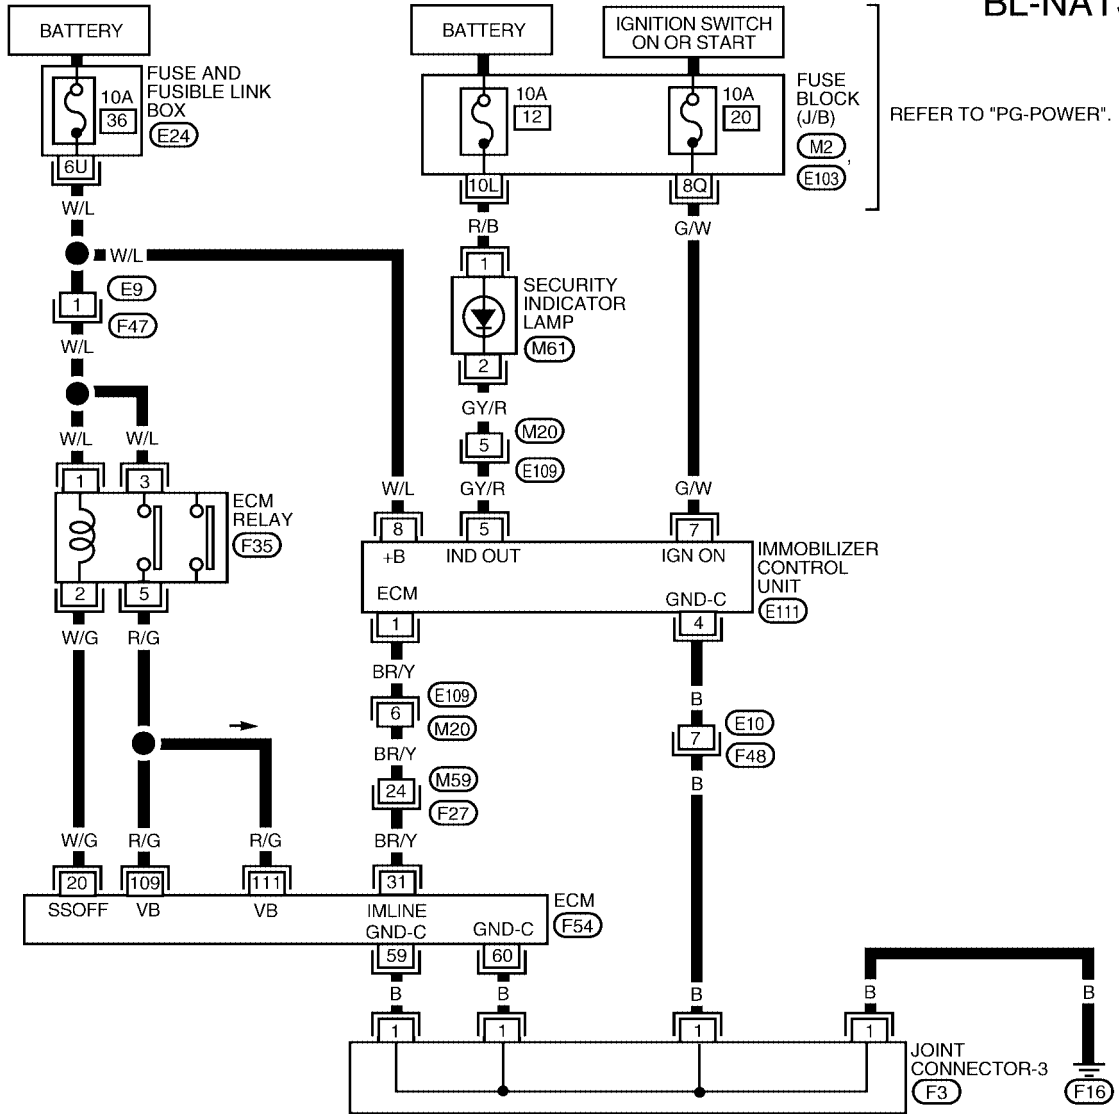 BL-NATS
BATTERY
BATTERY
IGNITION SWITCH
ON OR START
FUSE AND
FUSIBLE LINK
BOX
E24
10A
36
10A
12
10A
20
FUSE
BLOCK
(J/B)
M2
,
E103
REFER TO "PG-POWER".
6U
10L
8Q
W/L
R/B
G/W
W/L
1
E9
F47
1
SECURITY
INDICATOR
LAMP
M61
2
W/L
GY/R
5
M20
E109
W/L
W/L
W/L
GY/R
G/W
1
3
ECM
RELAY
F35
8
5
7
+B
IND OUT
IGN ON
IMMOBILIZER
CONTROL
UNIT
E111
ECM
GND-C
2
5
1
4
W/G
R/G
BR/Y
B
6
E109
M20
7
E10
F48
BR/Y
B
24
M59
F27
W/G
R/G
R/G
BR/Y
20
109
111
31
SSOFF
VB
VB
IMLINE
ECM
F54
GND-C
GND-C
59
60
B
B
B
B
B
1
1
1
1
JOINT
CONNECTOR-3
F3
F16